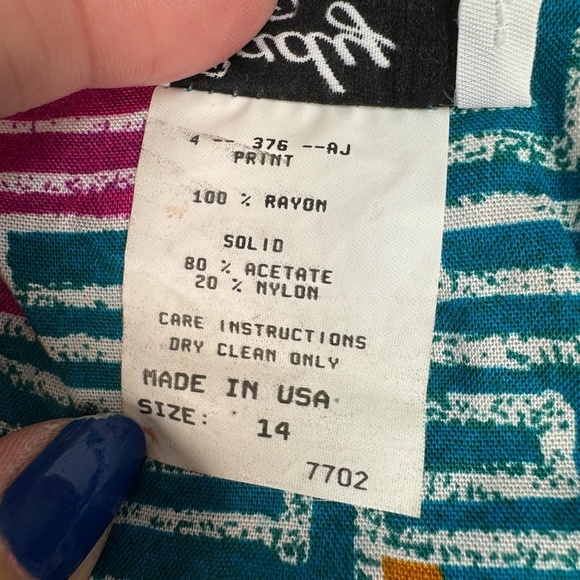 4 -- 376 --AJ
PRINT
100 % RAYON
SOLID
80 % ACETATE
20 % NYLON
CARE INSTRUCTIONS
DRY CLEAN ONLY
MADE IN USA
SIZE: 14
7702